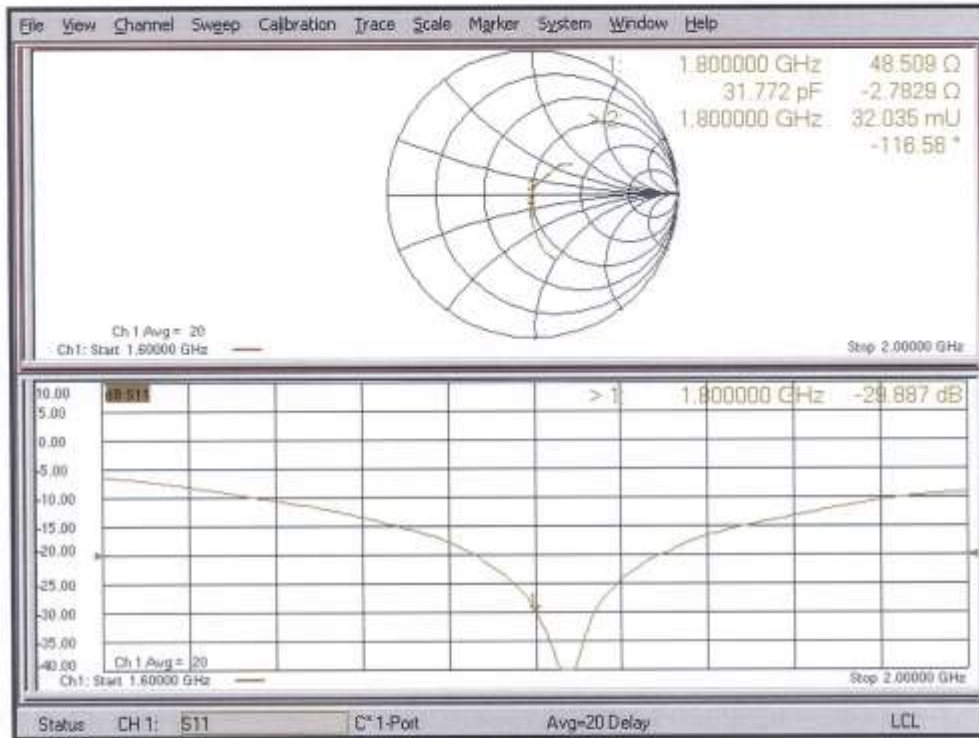 File View Channel Sweep Calibration Trace Scale Marker System Window Help
1: 1.800000 GHz 48.509 Ω
31.772 pF -2.7829 Ω
> 2: 1.800000 GHz 32.035 mU
-116.56 °
Ch 1 Avg = 20
Ch1: Start 1.60000 GHz
Stop 2.00000 GHz
10.00 dB S11 > 1: 1.800000 GHz -29.887 dB
5.00
0.00
-5.00
-10.00
-15.00
-20.00
-25.00
-30.00
-35.00
-40.00 Ch 1 Avg = 20
Ch1: Start 1.60000 GHz Stop 2.00000 GHz
Status CH 1: S11 C* 1-Port Avg=20 Delay LCL